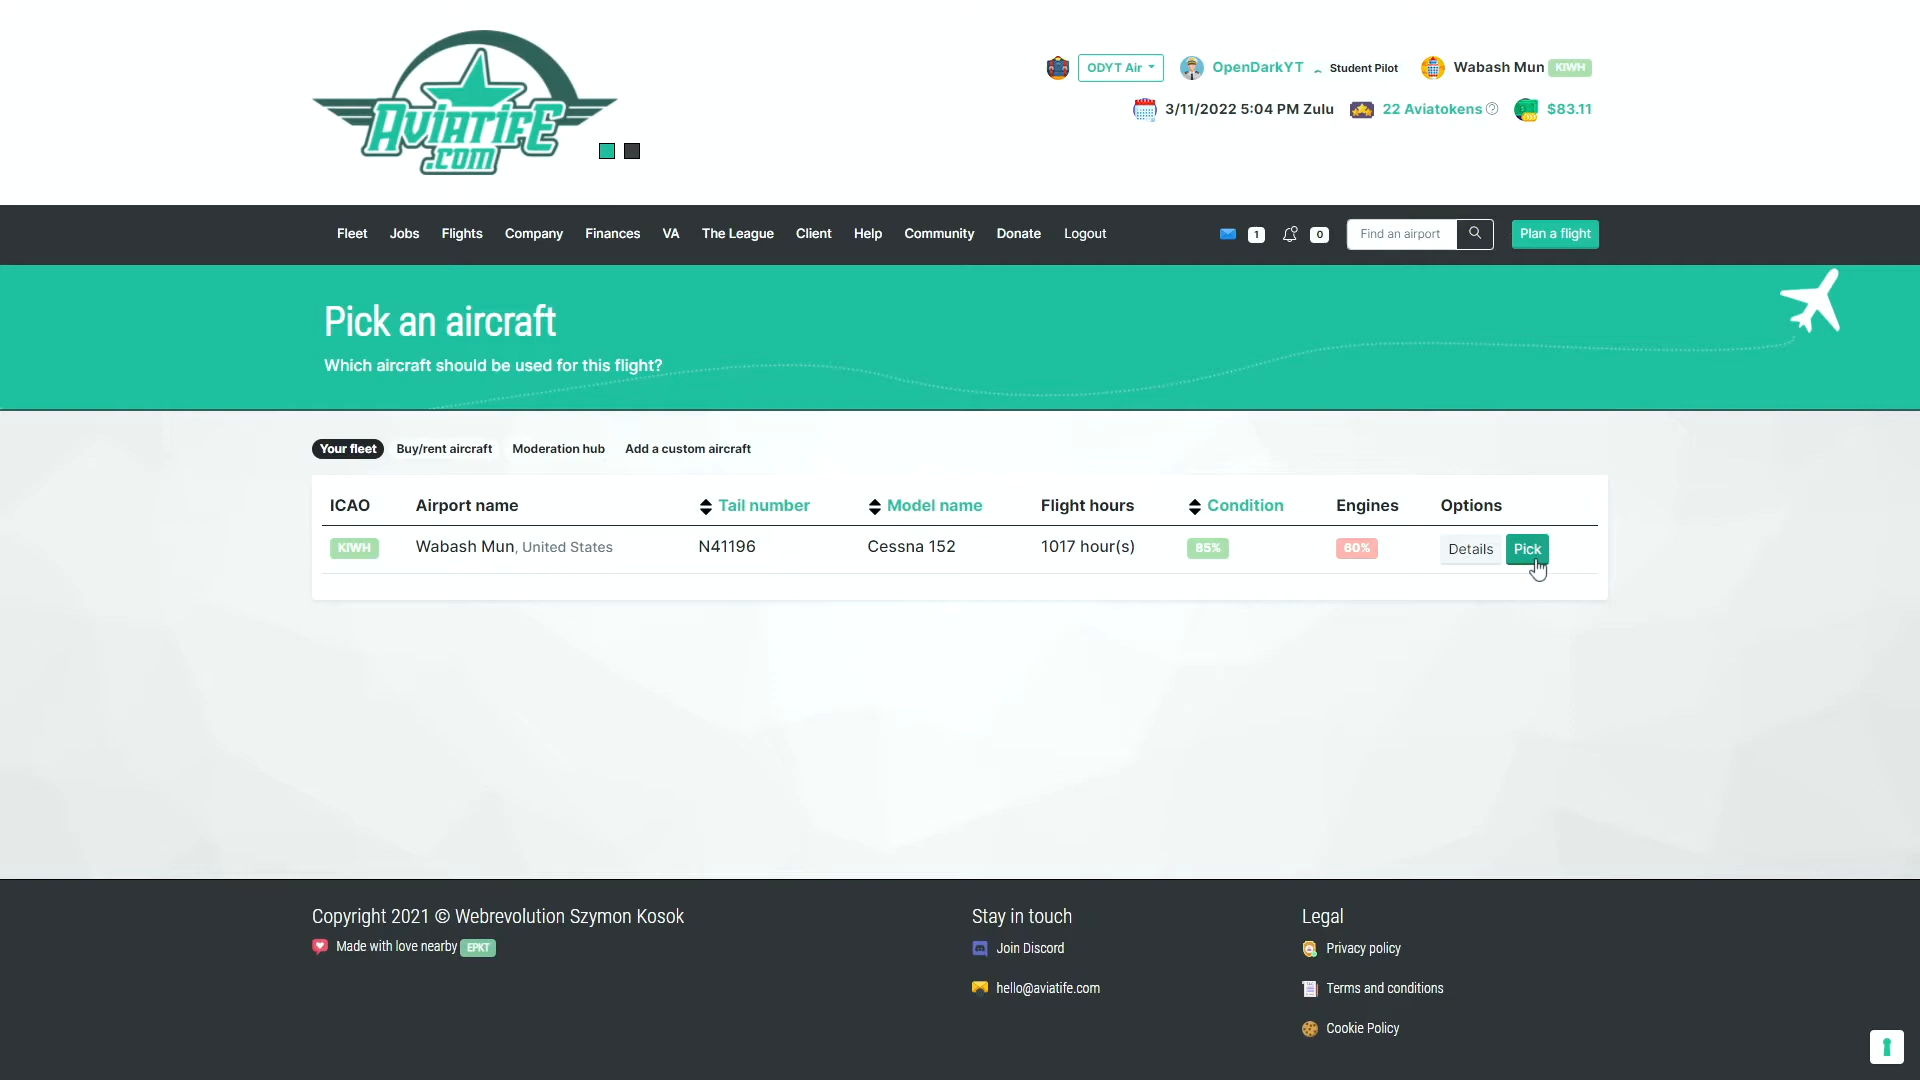 AVIATIFE
.COM
ODYT Air OpenDarkYT Student Pilot Wabash Mun KIWH
3/11/2022 5:04 PM Zulu 22 Aviatokens $83.11
Fleet Jobs Flights Company Finances VA The League Client Help Community Donate Logout 1 0 Find an airport Plan a flight
Pick an aircraft
Which aircraft should be used for this flight?
Your fleet Buy/rent aircraft Moderation hub Add a custom aircraft
ICAO Airport name Tail number Model name Flight hours Condition Engines Options
KIWH Wabash Mun, United States N41196 Cessna 152 1017 hour(s) 85% 60% Details Pick
Copyright 2021 © Webrevolution Szymon Kosok Stay in touch Legal
Made with love nearby EPKT Join Discord Privacy policy
hello@aviatife.com Terms and conditions
Cookie Policy